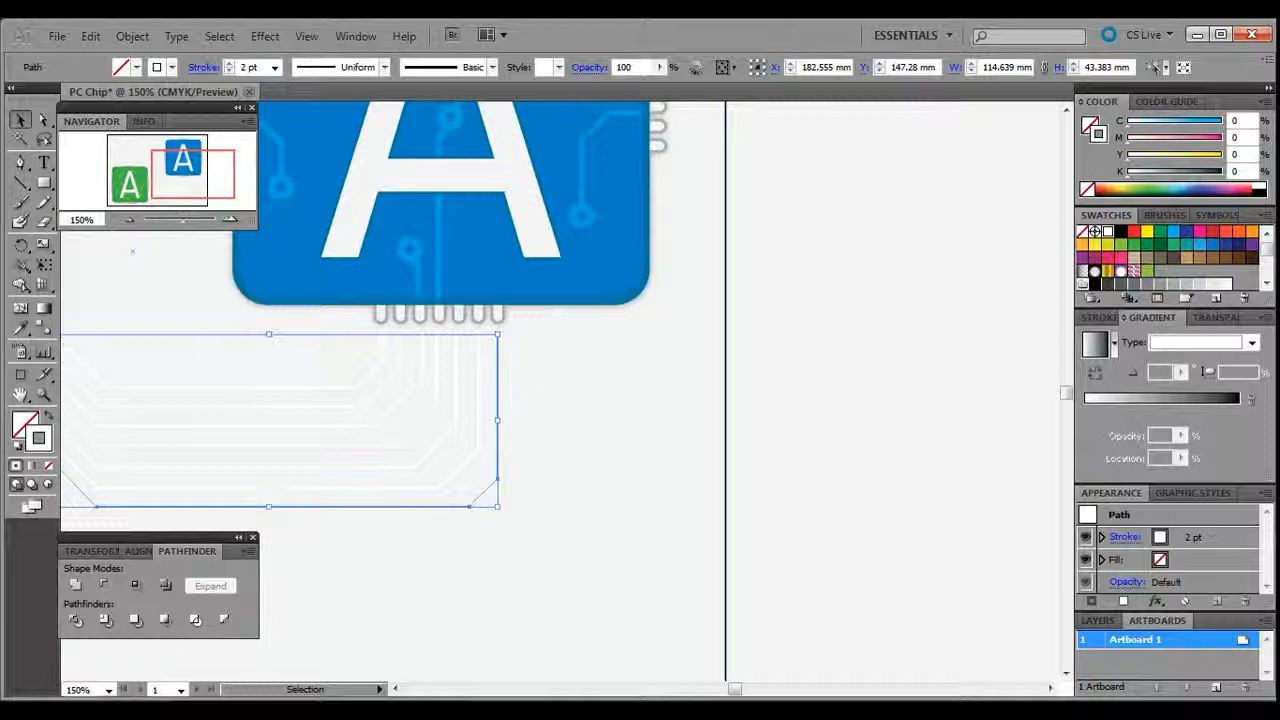 Ai File Edit Object Type Select Effect View Window Help Br ESSENTIALS CS Live
Path Stroke: 2 pt Uniform Basic Style: Opacity: 100 % X: 182.555 mm Y: 147.28 mm W: 114.639 mm H: 43.383 mm
PC Chip* @ 150% (CMYK/Preview)
NAVIGATOR INFO
A
A
150%
T
A
TRANSFORM ALIGN PATHFINDER
Shape Modes:
Expand
Pathfinders:
COLOR COLOR GUIDE
C 0 %
M 0 %
Y 0 %
K 0 %
SWATCHES BRUSHES SYMBOLS
STROKE GRADIENT TRANSPA
Type:
°
%
Opacity: %
Location: %
APPEARANCE GRAPHIC STYLES
Path
Stroke: 2 pt
Fill:
Opacity: Default
fx
LAYERS ARTBOARDS
1 Artboard 1
1 Artboard
150% 1 Selection